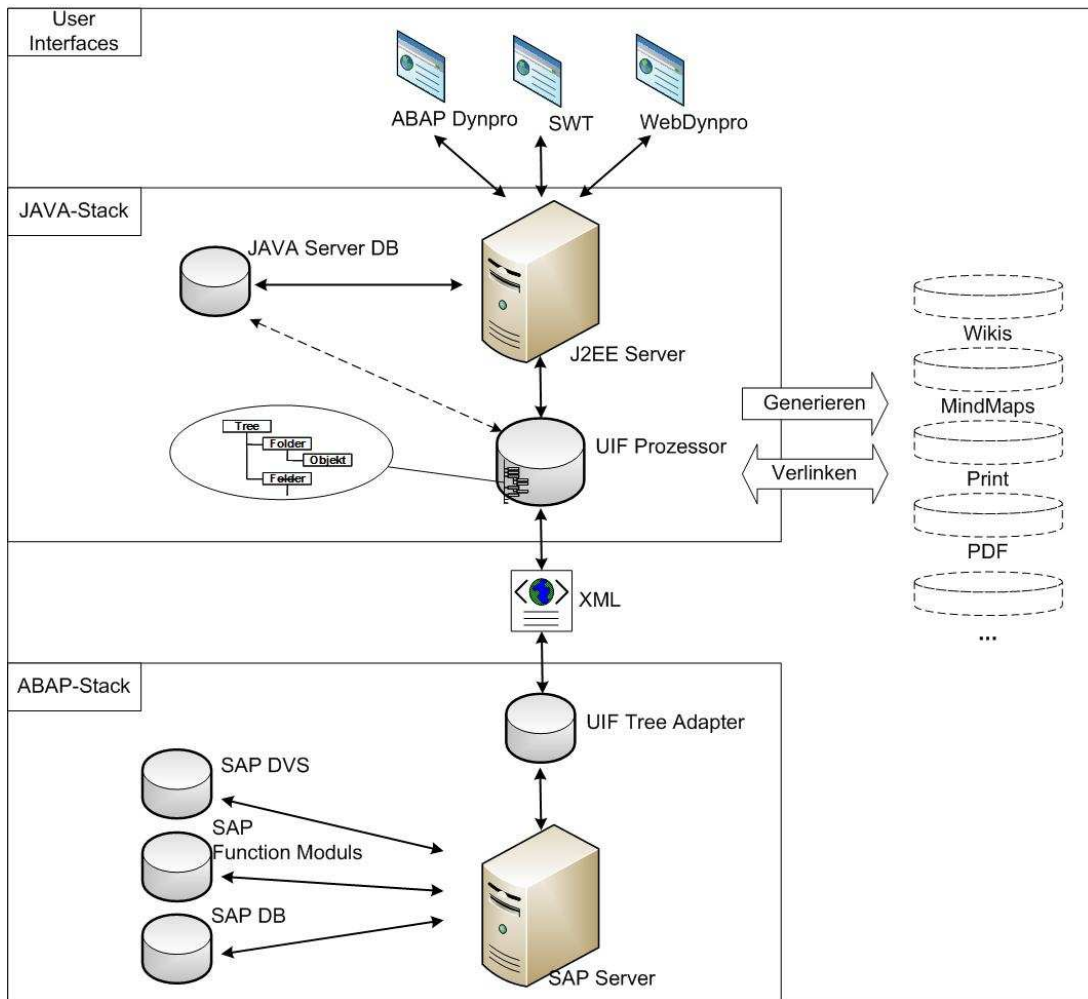 User
Interfaces
ABAP Dynpro
SWT
WebDynpro
JAVA-Stack
JAVA Server DB
J2EE Server
Wikis
Generieren
MindMaps
Tree
Folder
Objekt
Folder
UIF Prozessor
Verlinken
Print
PDF
XML
...
ABAP-Stack
UIF Tree Adapter
SAP DVS
SAP
Function Moduls
SAP DB
SAP Server